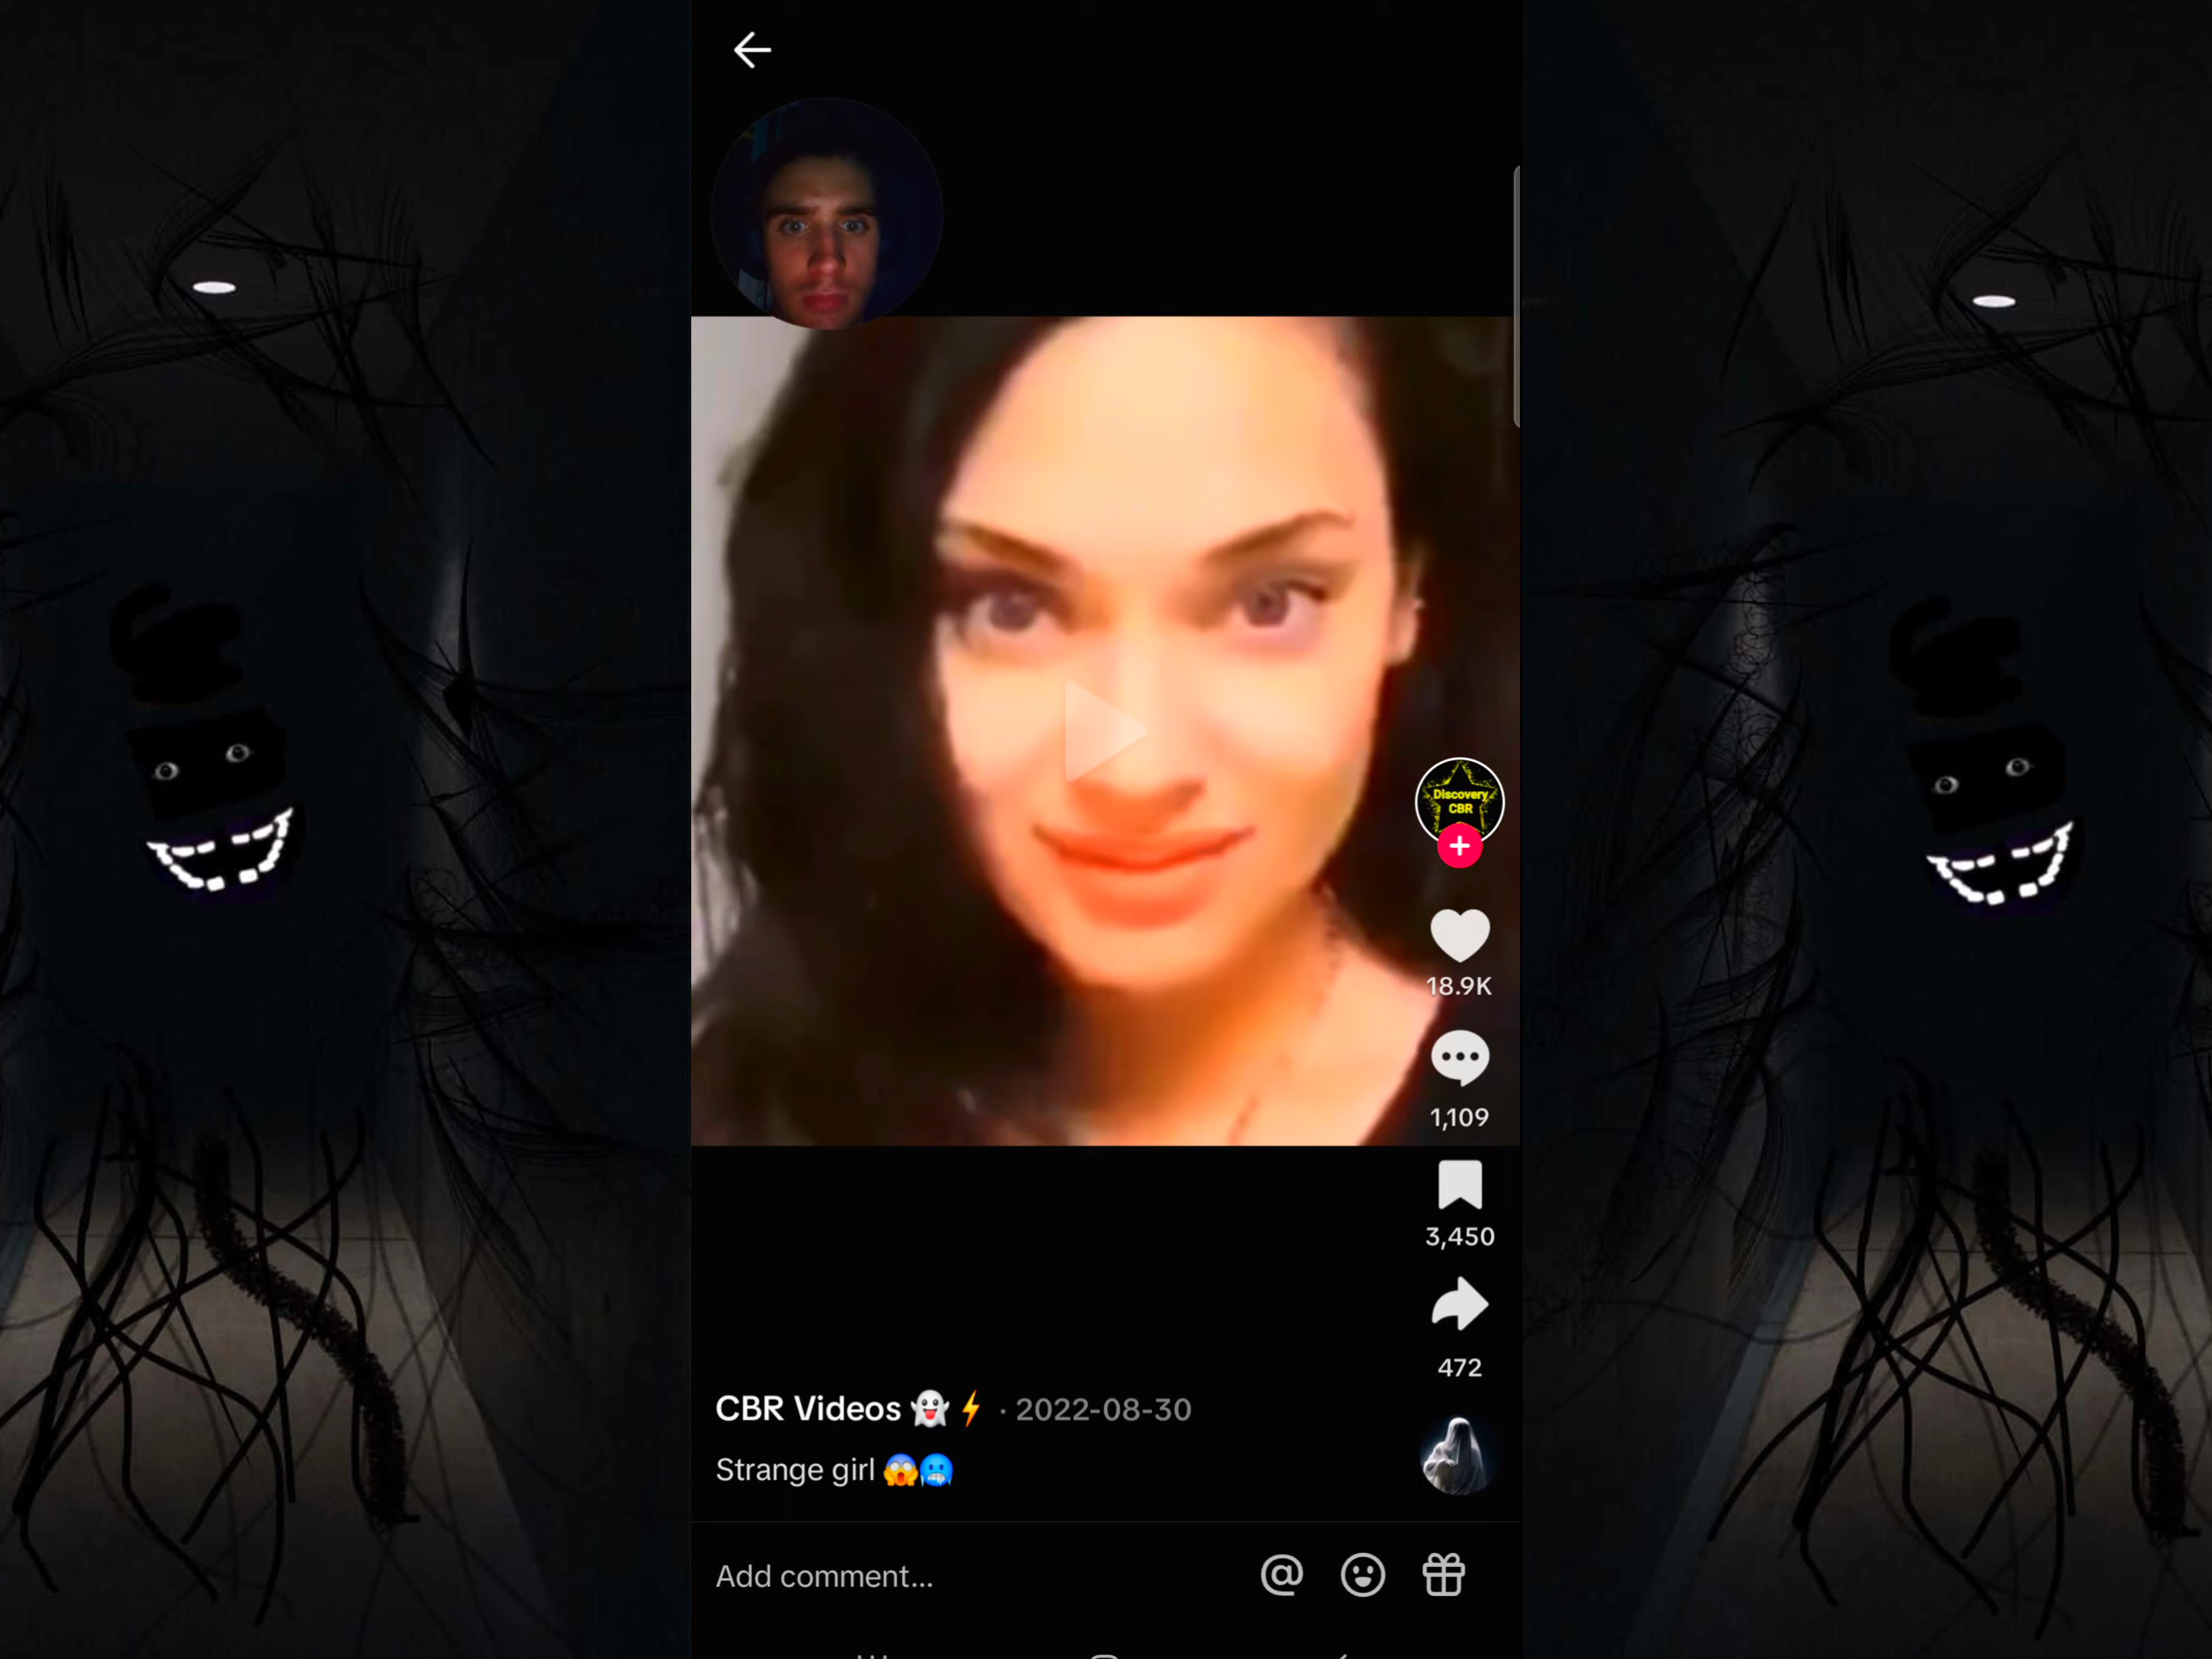 Discovery
CBR
18.9K
1,109
3,450
472
CBR Videos 👻⚡ · 2022-08-30
Strange girl 😱🥶
Add comment...